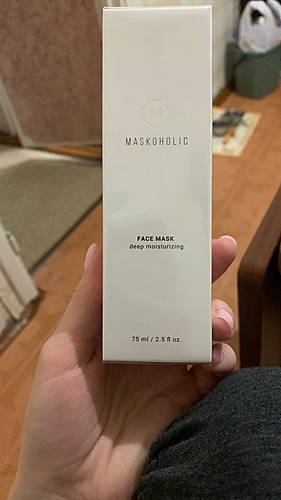 MASKOHOLIC
FACE MASK
deep moisturizing
75 ml / 2.5 fl oz.